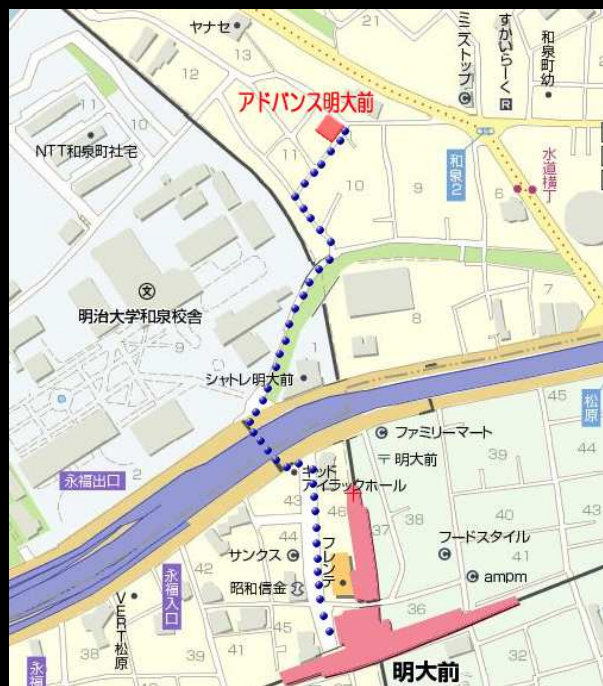 ヤナセ
ミニストップ
すかいらーく
R
和泉町幼
C
13
12
アドバンス明大前
11
10
NTT和泉町社宅
11
10
9
和泉2
6
水道横丁
文
明治大学和泉校舎
9
8
7
1
シャトレ明大前
2
永福出口
45
松原
44
C ファミリーマート
〒明大前
39
キッド
アイラックホール
43
46
38
37
フードスタイル
C
40
41
42
サンクス C
フレンテ
昭和信金
C ampm
44
永福入口
VERT松原
42
36
35
38
39
40
41
永福
明大前